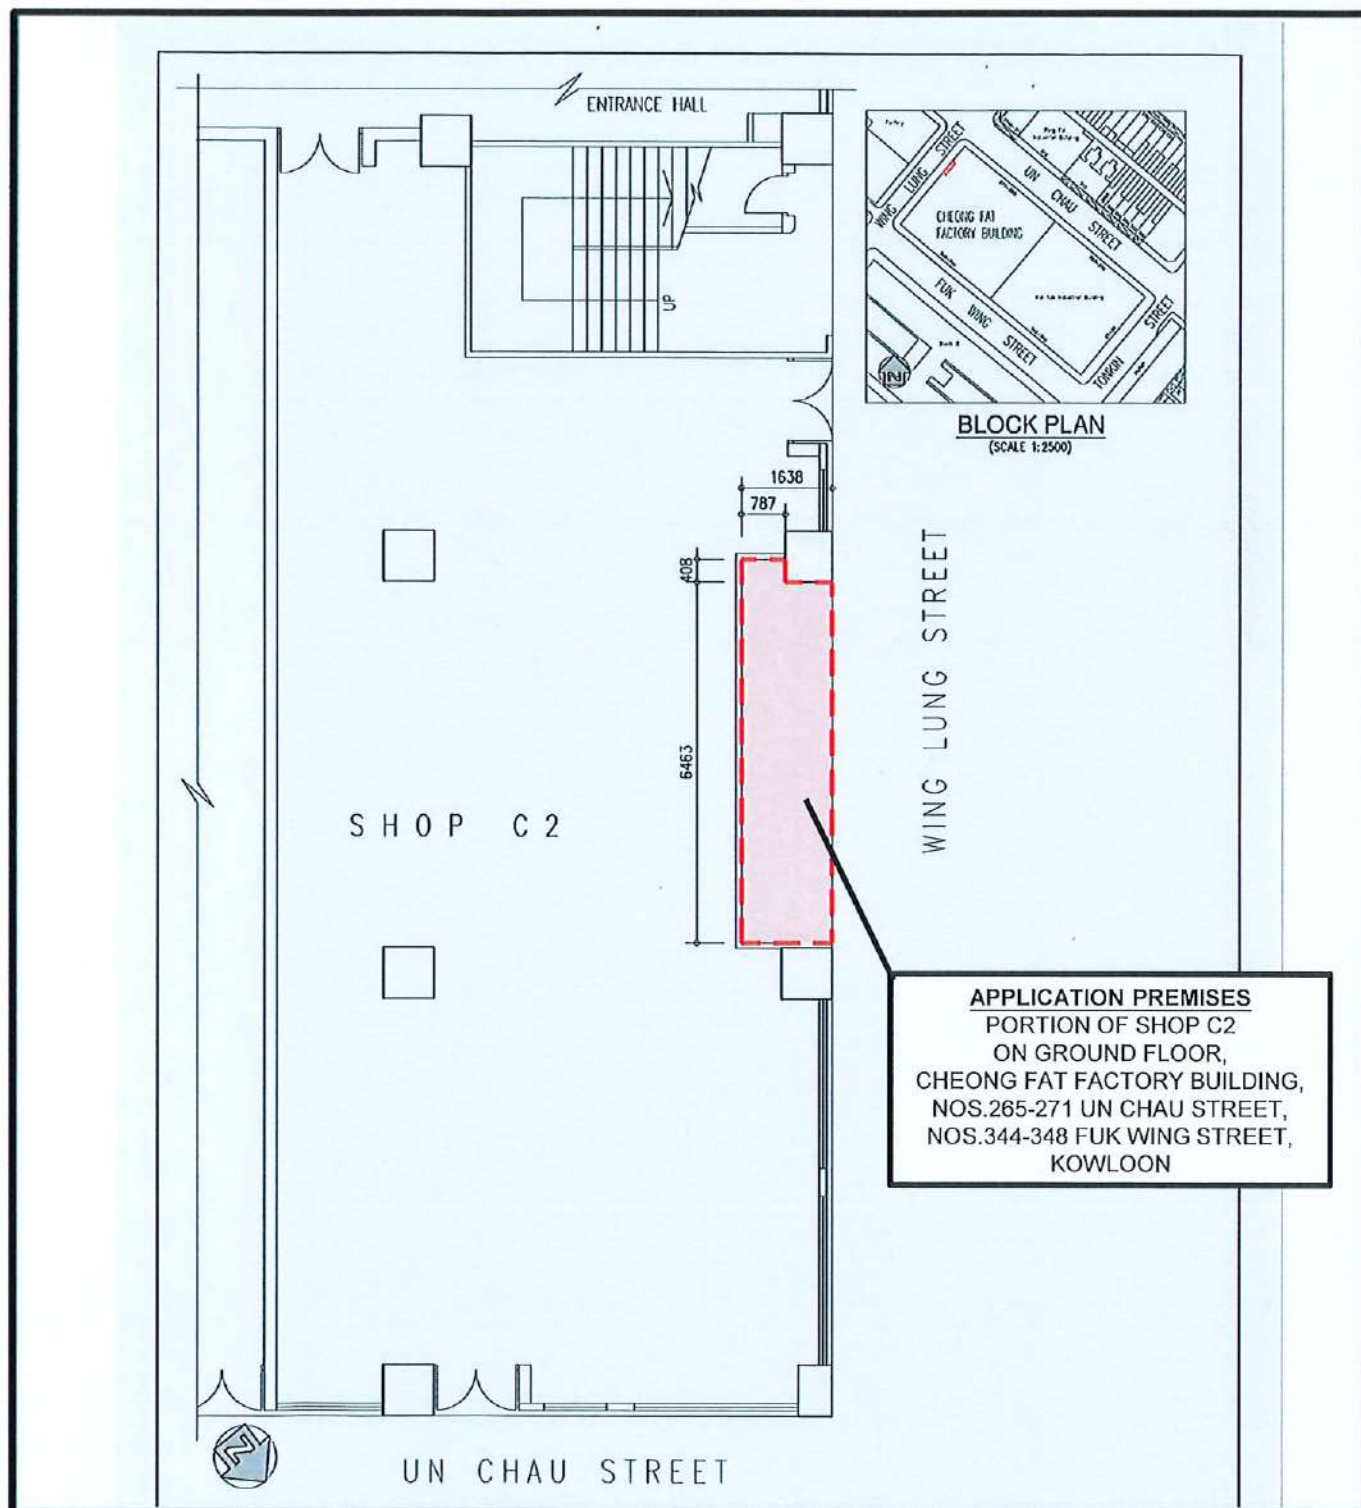 ENTRANCE HALL
UP
WING LUNG STREET
UN CHAU STREET
CHEONG FAT
FACTORY BUILDING
FUK WING STREET
TONKIN STREET
N
BLOCK PLAN
(SCALE 1:2500)
1638
787
408
6463
WING LUNG STREET
SHOP C2
APPLICATION PREMISES
PORTION OF SHOP C2
ON GROUND FLOOR,
CHEONG FAT FACTORY BUILDING,
NOS.265-271 UN CHAU STREET,
NOS.344-348 FUK WING STREET,
KOWLOON
N
UN CHAU STREET